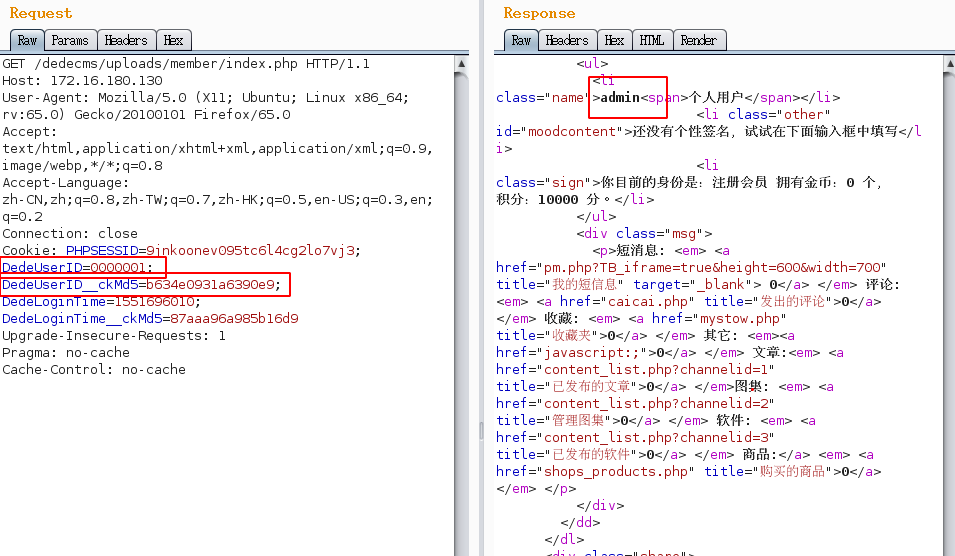 Request
Raw Params Headers Hex
GET /dedecms/uploads/member/index.php HTTP/1.1
Host: 172.16.180.130
User-Agent: Mozilla/5.0 (X11; Ubuntu; Linux x86_64;
rv:65.0) Gecko/20100101 Firefox/65.0
Accept:
text/html,application/xhtml+xml,application/xml;q=0.9,
image/webp,*/*;q=0.8
Accept-Language:
zh-CN,zh;q=0.8,zh-TW;q=0.7,zh-HK;q=0.5,en-US;q=0.3,en;
q=0.2
Connection: close
Cookie: PHPSESSID=9inkoonev095tc6l4cg2lo7vj3;
DedeUserID=0000001;
DedeUserID__ckMd5=b634e0931a6390e9;
DedeLoginTime=1551696010;
DedeLoginTime__ckMd5=87aaa96a985b16d9
Upgrade-Insecure-Requests: 1
Pragma: no-cache
Cache-Control: no-cache
Response
Raw Headers Hex HTML Render
<ul>
<li
class="name">admin<span>个人用户</span></li>
<li class="other"
id="moodcontent">还没有个性签名，试试在下面输入框中填写</l
i>
<li
class="sign">你目前的身份是：注册会员 拥有金币：0 个，
积分：10000 分。</li>
</ul>
<div class="msg">
<p>短消息: <em> <a
href="pm.php?TB_iframe=true&height=600&width=700"
title="我的短信息" target="_blank"> 0</a> </em> 评论:
<em> <a href="caicai.php" title="发出的评论">0</a>
</em> 收藏: <em> <a href="mystow.php"
title="收藏夹">0</a> </em> 其它: <em><a
href="javascript:;">0</a> </em> 文章:<em> <a
href="content_list.php?channelid=1"
title="已发布的文章">0</a> </em>图集: <em> <a
href="content_list.php?channelid=2"
title="管理图集">0</a> </em> 软件: <em> <a
href="content_list.php?channelid=3"
title="已发布的软件">0</a> </em> 商品:</a> <em> <a
href="shops_products.php" title="购买的商品">0</a>
</em> </p>
</div>
</dd>
</dl>
<div class="share">